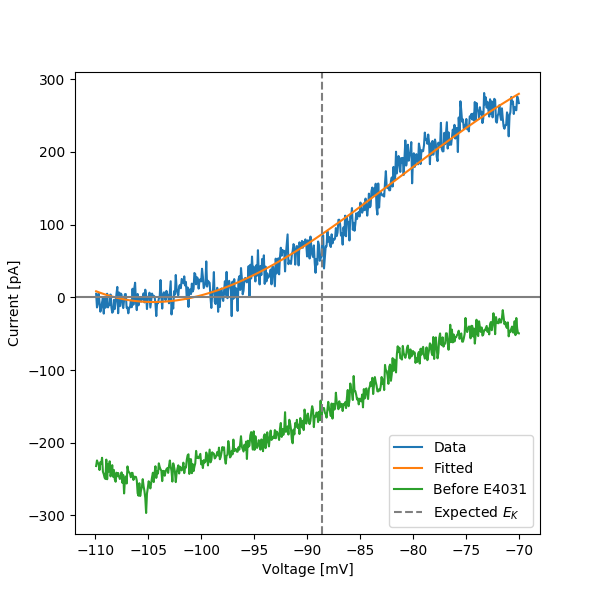 300
200
100
0
−100
−200
−300
Current [pA]
Data
Fitted
Before E4031
Expected E_K
−110 −105 −100 −95 −90 −85 −80 −75 −70
Voltage [mV]